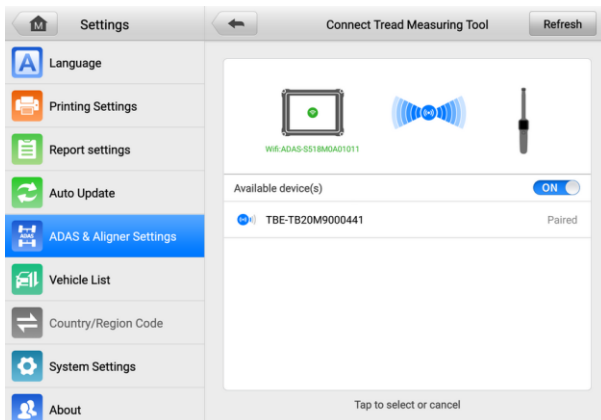 Settings
Connect Tread Measuring Tool
Refresh
Language
Printing Settings
Report settings
Auto Update
ADAS
ADAS & Aligner Settings
Vehicle List
Country/Region Code
System Settings
About
Wifi:ADAS-S518M0A01011
Available device(s)
ON
TBE-TB20M9000441
Paired
Tap to select or cancel
M
A